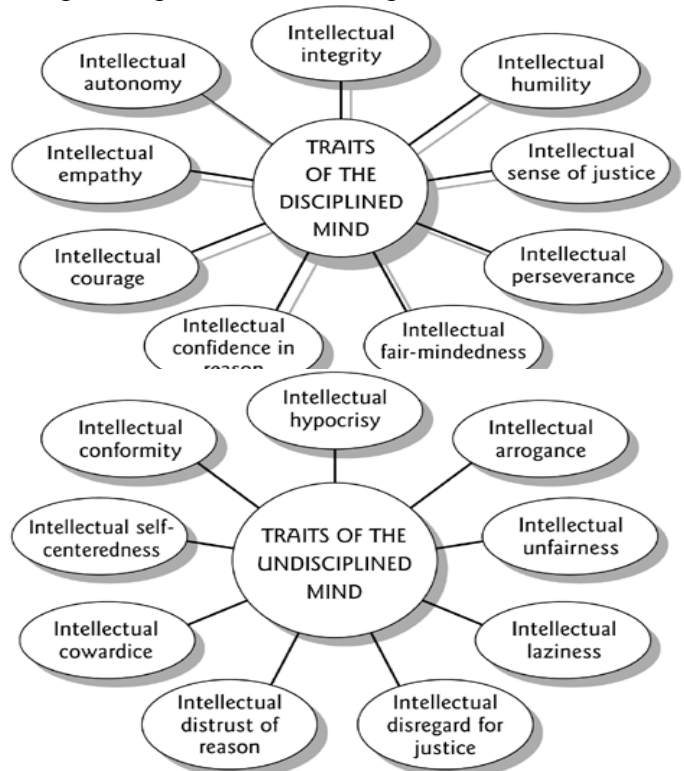 Intellectual
integrity
Intellectual
autonomy
Intellectual
humility
TRAITS
OF THE
DISCIPLINED
MIND
Intellectual
empathy
Intellectual
sense of justice
Intellectual
courage
Intellectual
perseverance
Intellectual
confidence in
reason
Intellectual
fair-mindedness
Intellectual
hypocrisy
Intellectual
conformity
Intellectual
arrogance
TRAITS OF THE
UNDISCIPLINED
MIND
Intellectual self-
centeredness
Intellectual
unfairness
Intellectual
cowardice
Intellectual
laziness
Intellectual
distrust of
reason
Intellectual
disregard for
justice